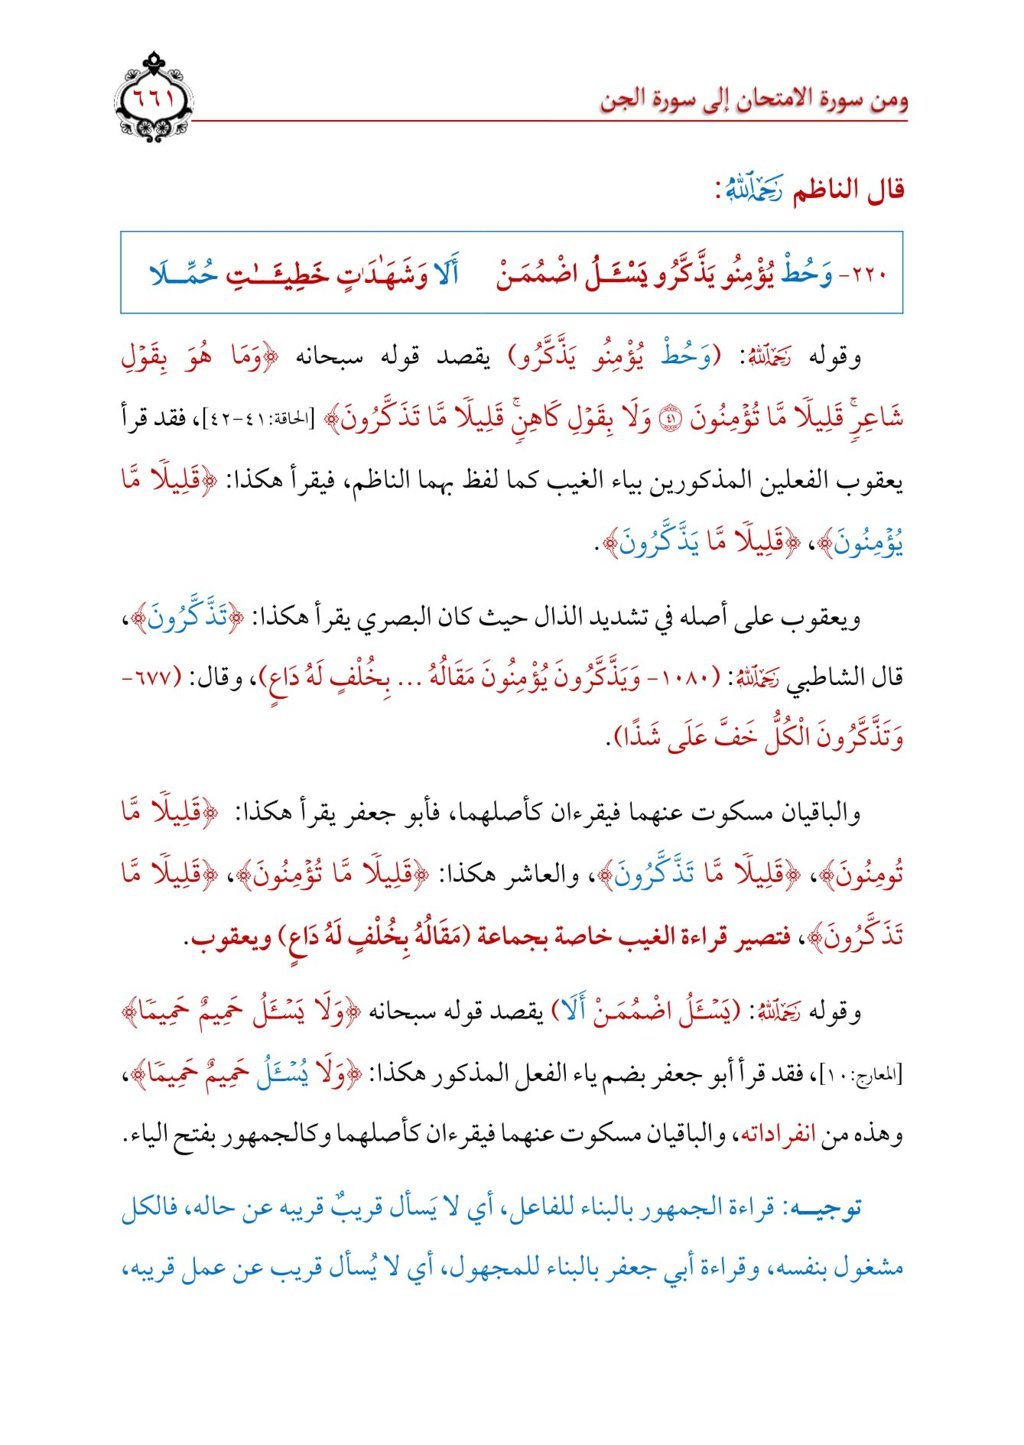 ومن سورة الامتحان إلى سورة الجن
٦٦١
قال الناظم رَحِمَهُ ٱللَّهُ:
٢٢٠- وَحُطْ يُؤْمِنُو يَذَّكَّرُو يَسْـَٔلُ اضْمُمَـنْ أَلَا وَشَهَـٰدَاتٍ خَطِيـَٔـٰتِ حُمِّـلَا
وقوله رَحِمَهُ ٱللَّهُ: (وَحُطْ يُؤْمِنُو يَذَّكَّرُو) يقصد قوله سبحانه ﴿وَمَا هُوَ بِقَوْلِ
شَاعِرٍۚ قَلِيلًا مَّا تُؤْمِنُونَ ۝٤١ وَلَا بِقَوْلِ كَاهِنٍۚ قَلِيلًا مَّا تَذَكَّرُونَ﴾ [الحاقة:٤١-٤٢]، فقد قرأ
يعقوب الفعلين المذكورين بياء الغيب كما لفظ بهما الناظم، فيقرأ هكذا: ﴿قَلِيلًا مَّا
يُؤْمِنُونَ﴾، ﴿قَلِيلًا مَّا يَذَّكَّرُونَ﴾.
ويعقوب على أصله في تشديد الذال حيث كان البصري يقرأ هكذا: ﴿تَذَّكَّرُونَ﴾،
قال الشاطبي رَحِمَهُ ٱللَّهُ: (١٠٨٠- وَيَذَّكَّرُونَ يُؤْمِنُونَ مَقَالُهُ ... بِخُلْفٍ لَهُ دَاعٍ)، وقال: (٦٧٧-
وَتَذَّكَّرُونَ الْكُلُّ خَفَّ عَلَى شَذًا).
والباقيان مسكوت عنهما فيقرءان كأصلهما، فأبو جعفر يقرأ هكذا: ﴿قَلِيلًا مَّا
تُومِنُونَ﴾، ﴿قَلِيلًا مَّا تَذَّكَّرُونَ﴾، والعاشر هكذا: ﴿قَلِيلًا مَّا تُؤْمِنُونَ﴾، ﴿قَلِيلًا مَّا
تَذَكَّرُونَ﴾، فتصير قراءة الغيب خاصة بجماعة (مَقَالُهُ بِخُلْفٍ لَهُ دَاعٍ) ويعقوب.
وقوله رَحِمَهُ ٱللَّهُ: (يَسْـَٔلُ اضْمُمَـنْ أَلَا) يقصد قوله سبحانه ﴿وَلَا يَسْـَٔلُ حَمِيمٌ حَمِيمًا﴾
[المعارج:١٠]، فقد قرأ أبو جعفر بضم ياء الفعل المذكور هكذا: ﴿وَلَا يُسْـَٔلُ حَمِيمٌ حَمِيمًا﴾،
وهذه من انفراداته، والباقيان مسكوت عنهما فيقرءان كأصلهما وكالجمهور بفتح الياء.
توجيـــه: قراءة الجمهور بالبناء للفاعل، أي لا يَسأل قريبٌ قريبه عن حاله، فالكل
مشغول بنفسه، وقراءة أبي جعفر بالبناء للمجهول، أي لا يُسأل قريب عن عمل قريبه،